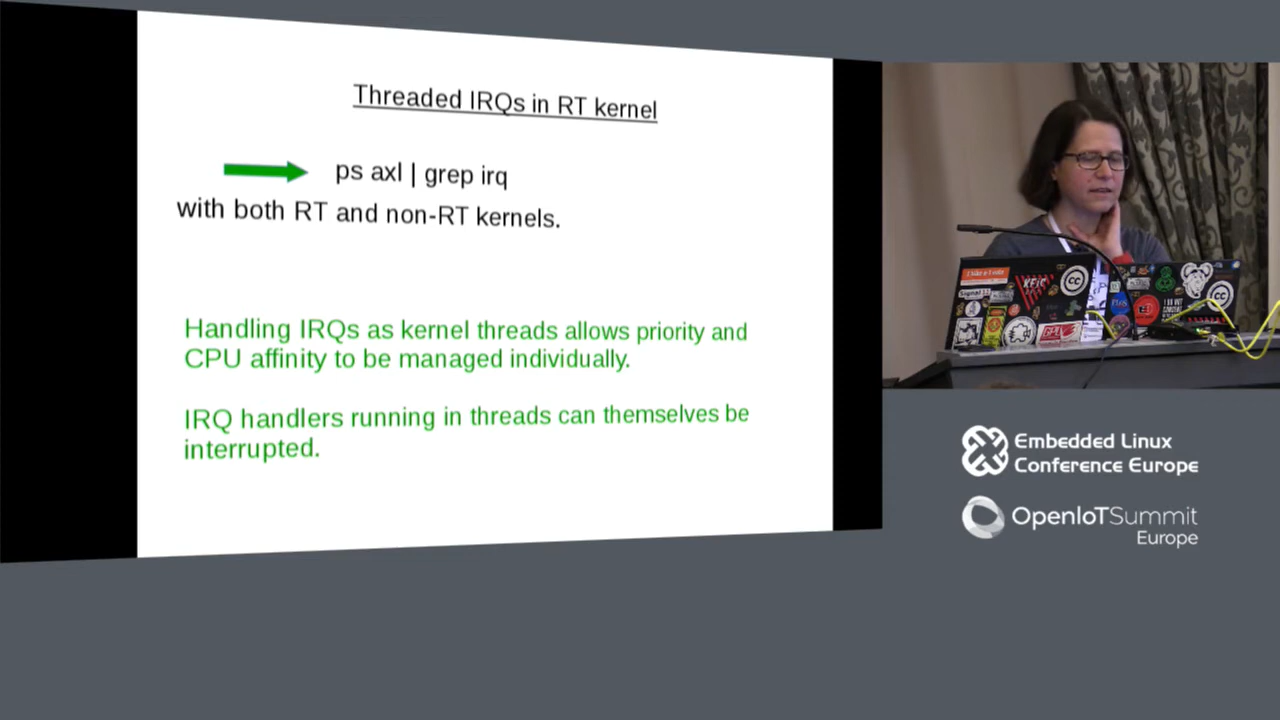 Threaded IRQs in RT kernel
ps axl | grep irq
with both RT and non-RT kernels.
Handling IRQs as kernel threads allows priority and
CPU affinity to be managed individually.
IRQ handlers running in threads can themselves be
interrupted.
Embedded Linux
Conference Europe
OpenIoTSummit
Europe